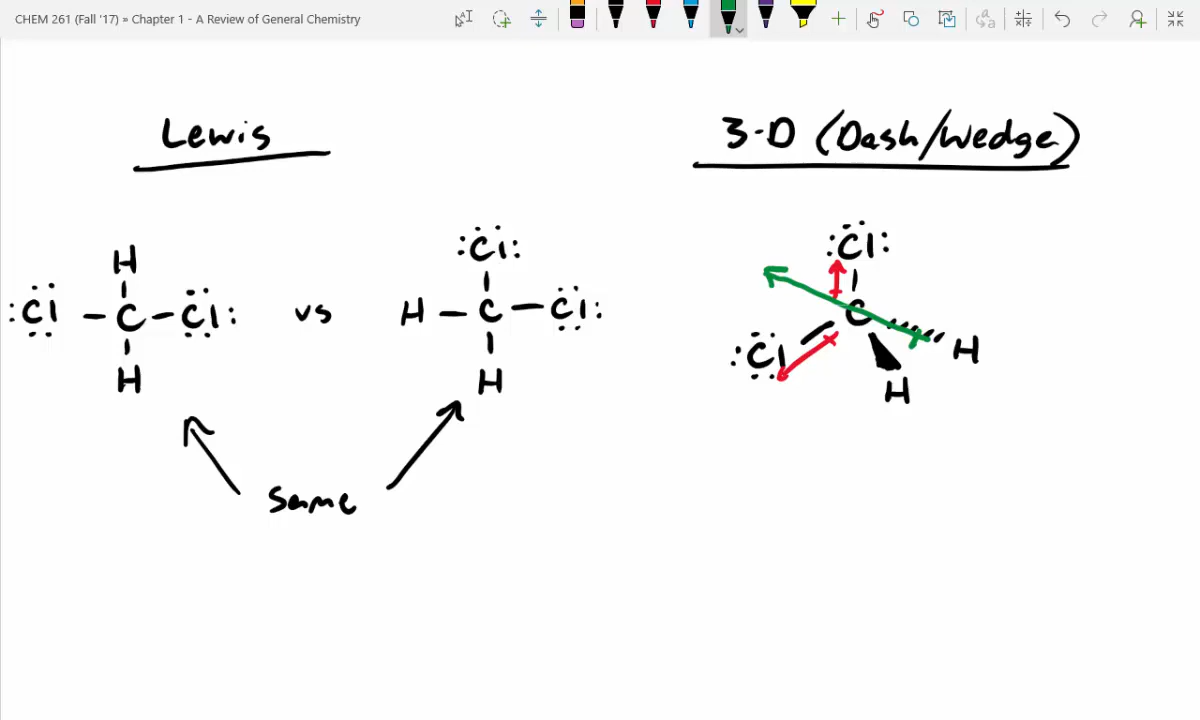 CHEM 261 (Fall '17) » Chapter 1 - A Review of General Chemistry
Lewis
3-D (Dash/Wedge)
H
:Cl - C - Cl:
H
vs
:Cl:
H - C - Cl:
H
:Cl:
C
:Cl
H
H
Same